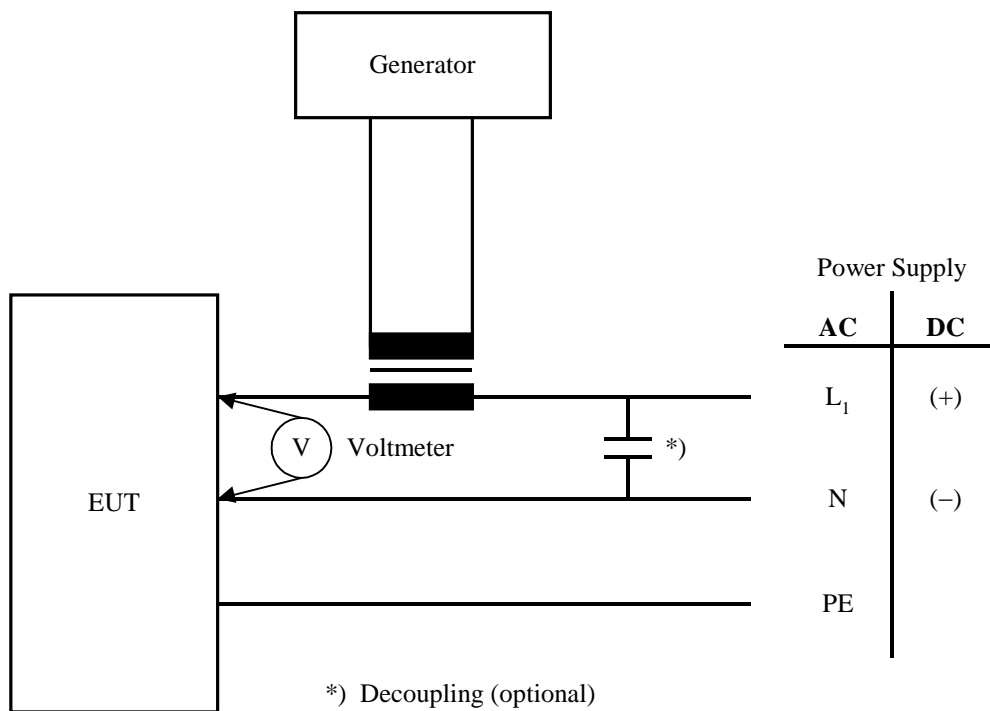 Generator
Power Supply
AC DC
L₁ (+)
V Voltmeter *)
EUT N (−)
PE
*) Decoupling (optional)